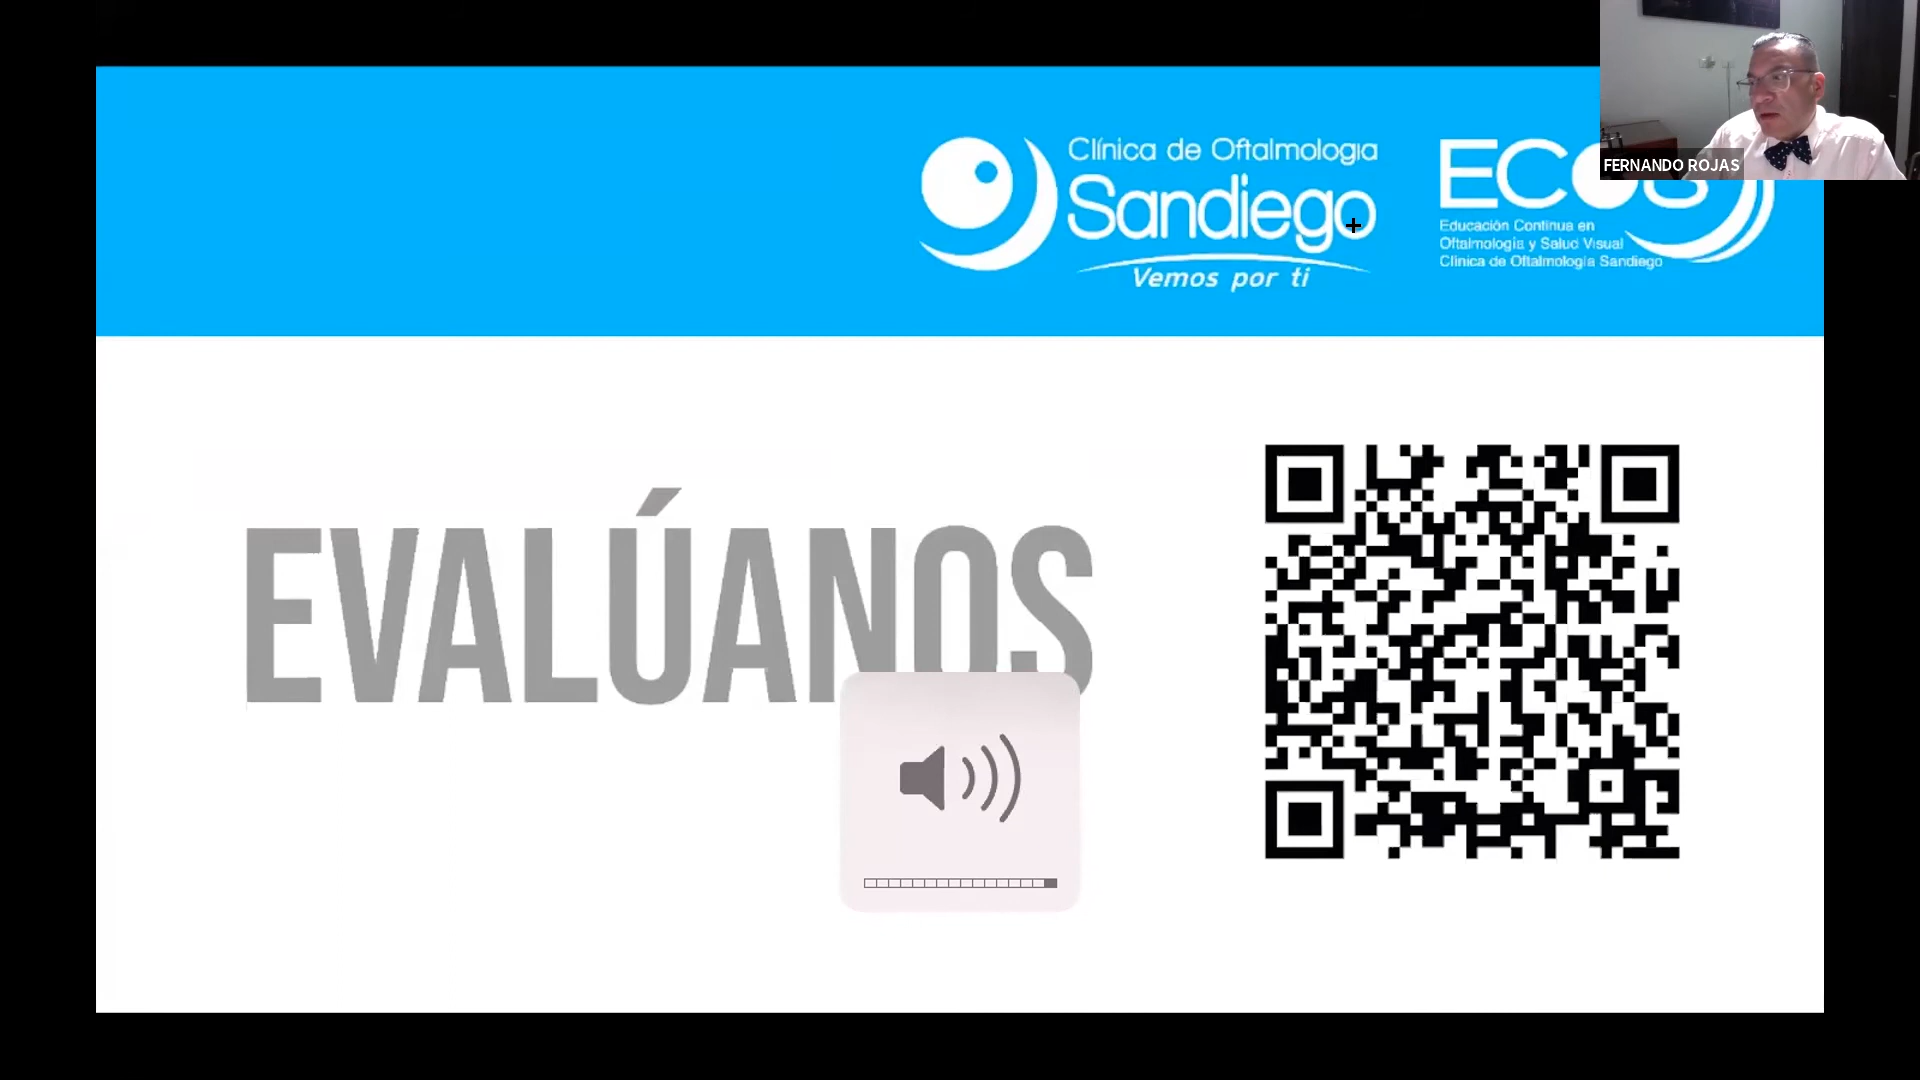 Clínica de Oftalmología
Sandiego
Vemos por ti
ECOS
Educación Continua en
Oftalmología y Salud Visual
Clínica de Oftalmología Sandiego
FERNANDO ROJAS
EVALÚANOS